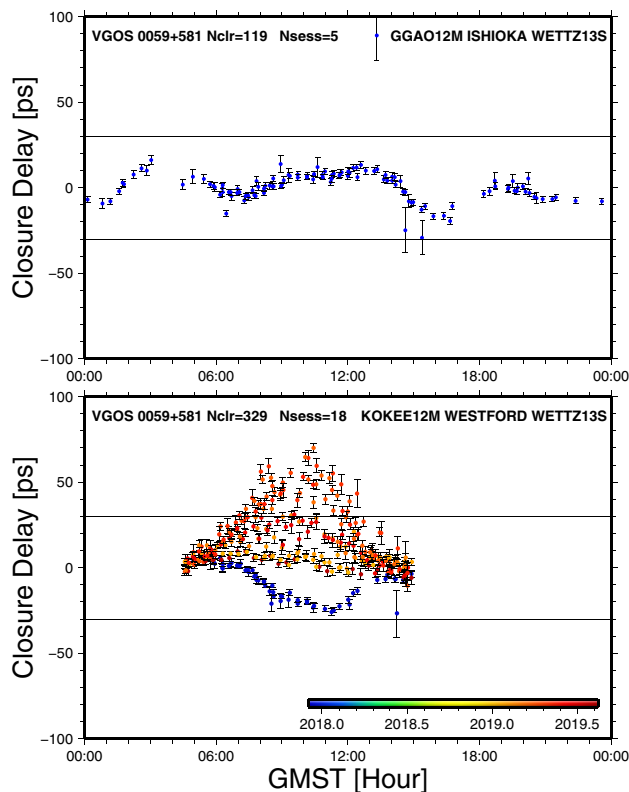 VGOS 0059+581 Nclr=119 Nsess=5 GGAO12M ISHIOKA WETTZ13S
100
50
0
−50
−100
Closure Delay [ps]
00:00 06:00 12:00 18:00 00:00
VGOS 0059+581 Nclr=329 Nsess=18 KOKEE12M WESTFORD WETTZ13S
100
50
0
−50
−100
Closure Delay [ps]
2018.0 2018.5 2019.0 2019.5
00:00 06:00 12:00 18:00 00:00
GMST [Hour]